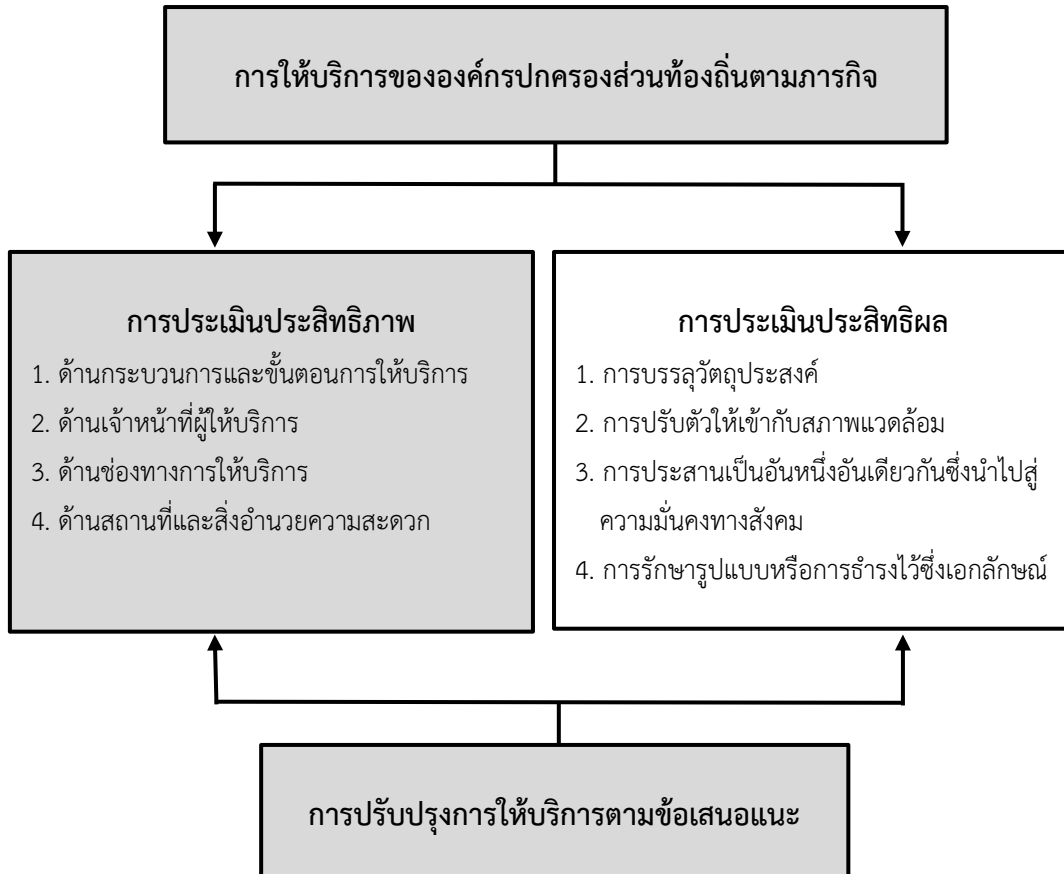 การให้บริการขององค์กรปกครองส่วนท้องถิ่นตามภารกิจ
การประเมินประสิทธิภาพ
1. ด้านกระบวนการและขั้นตอนการให้บริการ
2. ด้านเจ้าหน้าที่ผู้ให้บริการ
3. ด้านช่องทางการให้บริการ
4. ด้านสถานที่และสิ่งอำนวยความสะดวก
การประเมินประสิทธิผล
1. การบรรลุวัตถุประสงค์
2. การปรับตัวให้เข้ากับสภาพแวดล้อม
3. การประสานเป็นอันหนึ่งอันเดียวกันซึ่งนำไปสู่
ความมั่นคงทางสังคม
4. การรักษารูปแบบหรือการธำรงไว้ซึ่งเอกลักษณ์
การปรับปรุงการให้บริการตามข้อเสนอแนะ